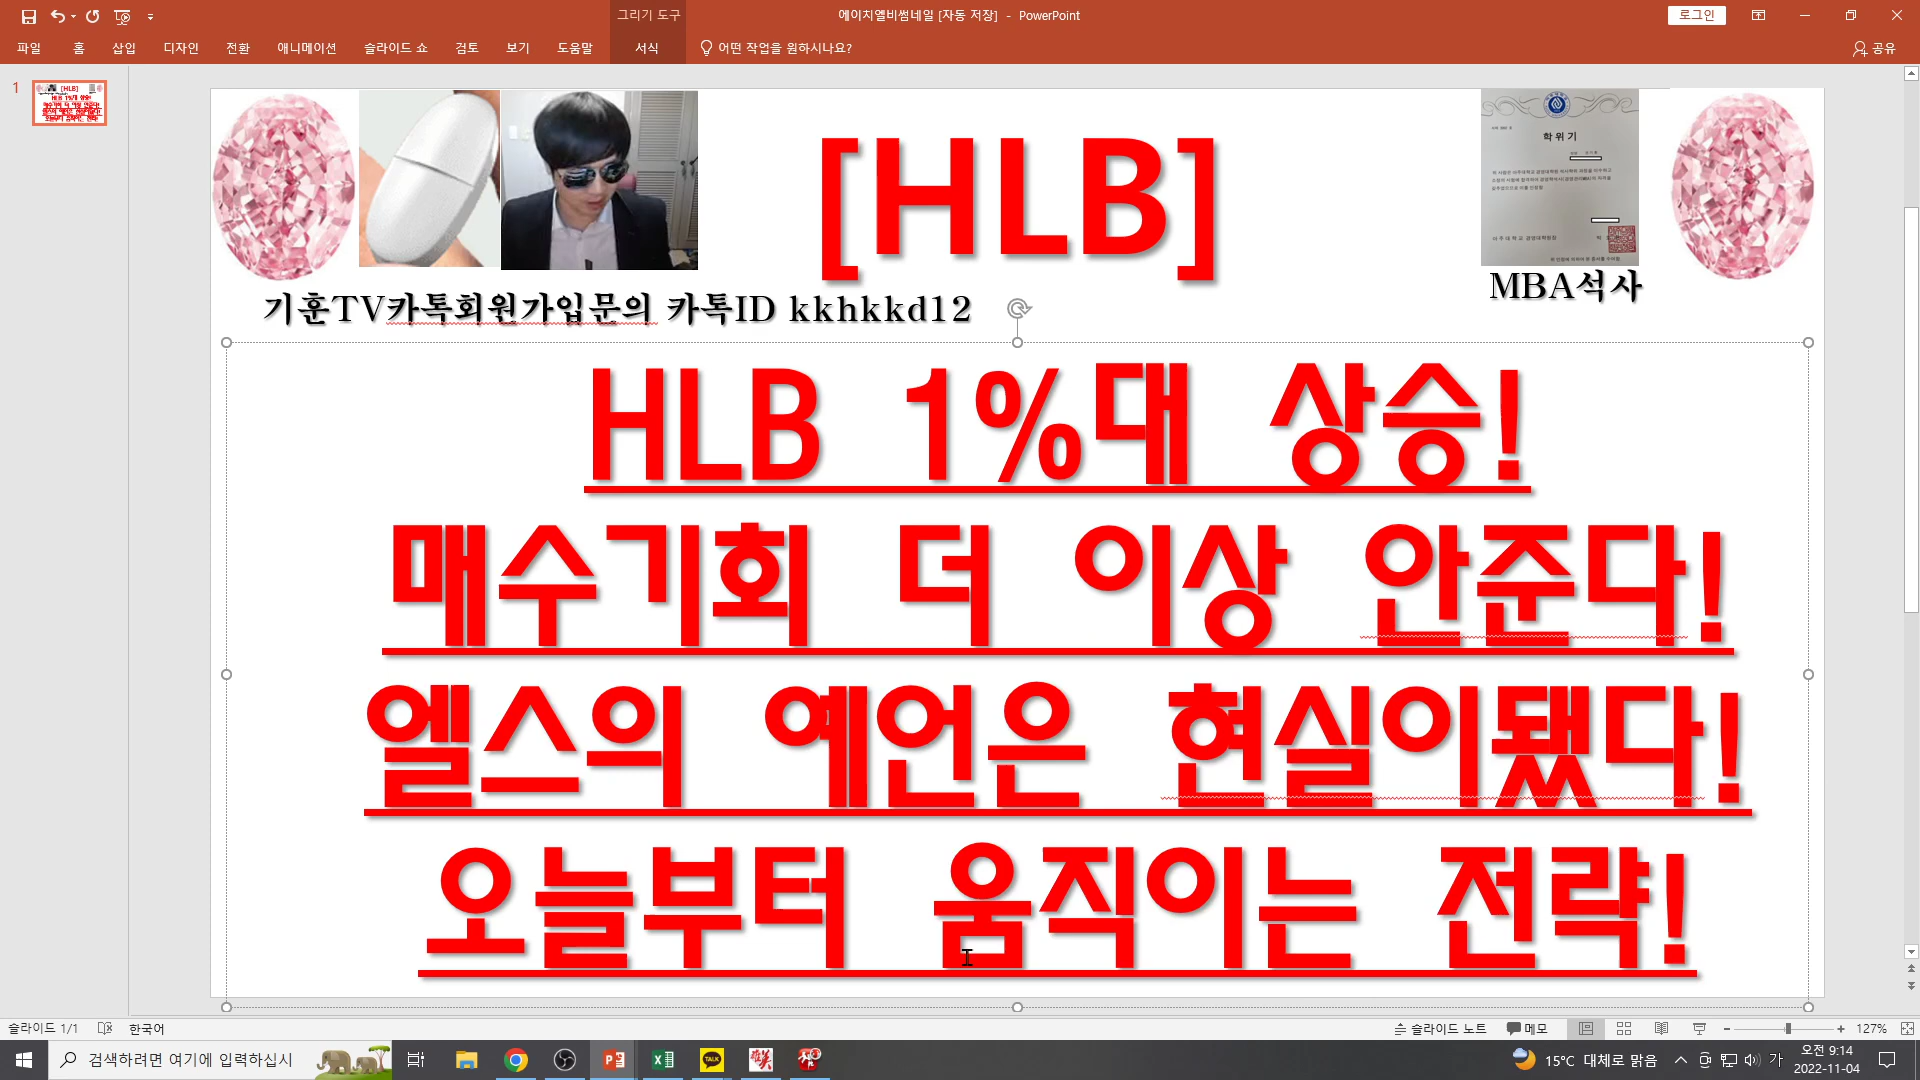 그리기 도구
에이치엘비썸네일 [자동 저장] - PowerPoint
로그인
파일 홈 삽입 디자인 전환 애니메이션 슬라이드 쇼 검토 보기 도움말 서식 어떤 작업을 원하시나요? 공유
1
[HLB]
학위기
MBA석사
기훈TV카톡회원가입문의 카톡ID kkhkkd12
HLB 1%대 상승!
매수기회 더 이상 안준다!
엘스의 예언은 현실이됐다!
오늘부터 움직이는 전략!
슬라이드 1/1 한국어
슬라이드 노트 메모 127%
검색하려면 여기에 입력하십시
TALK
15°C 대체로 맑음 가
오전 9:14
2022-11-04